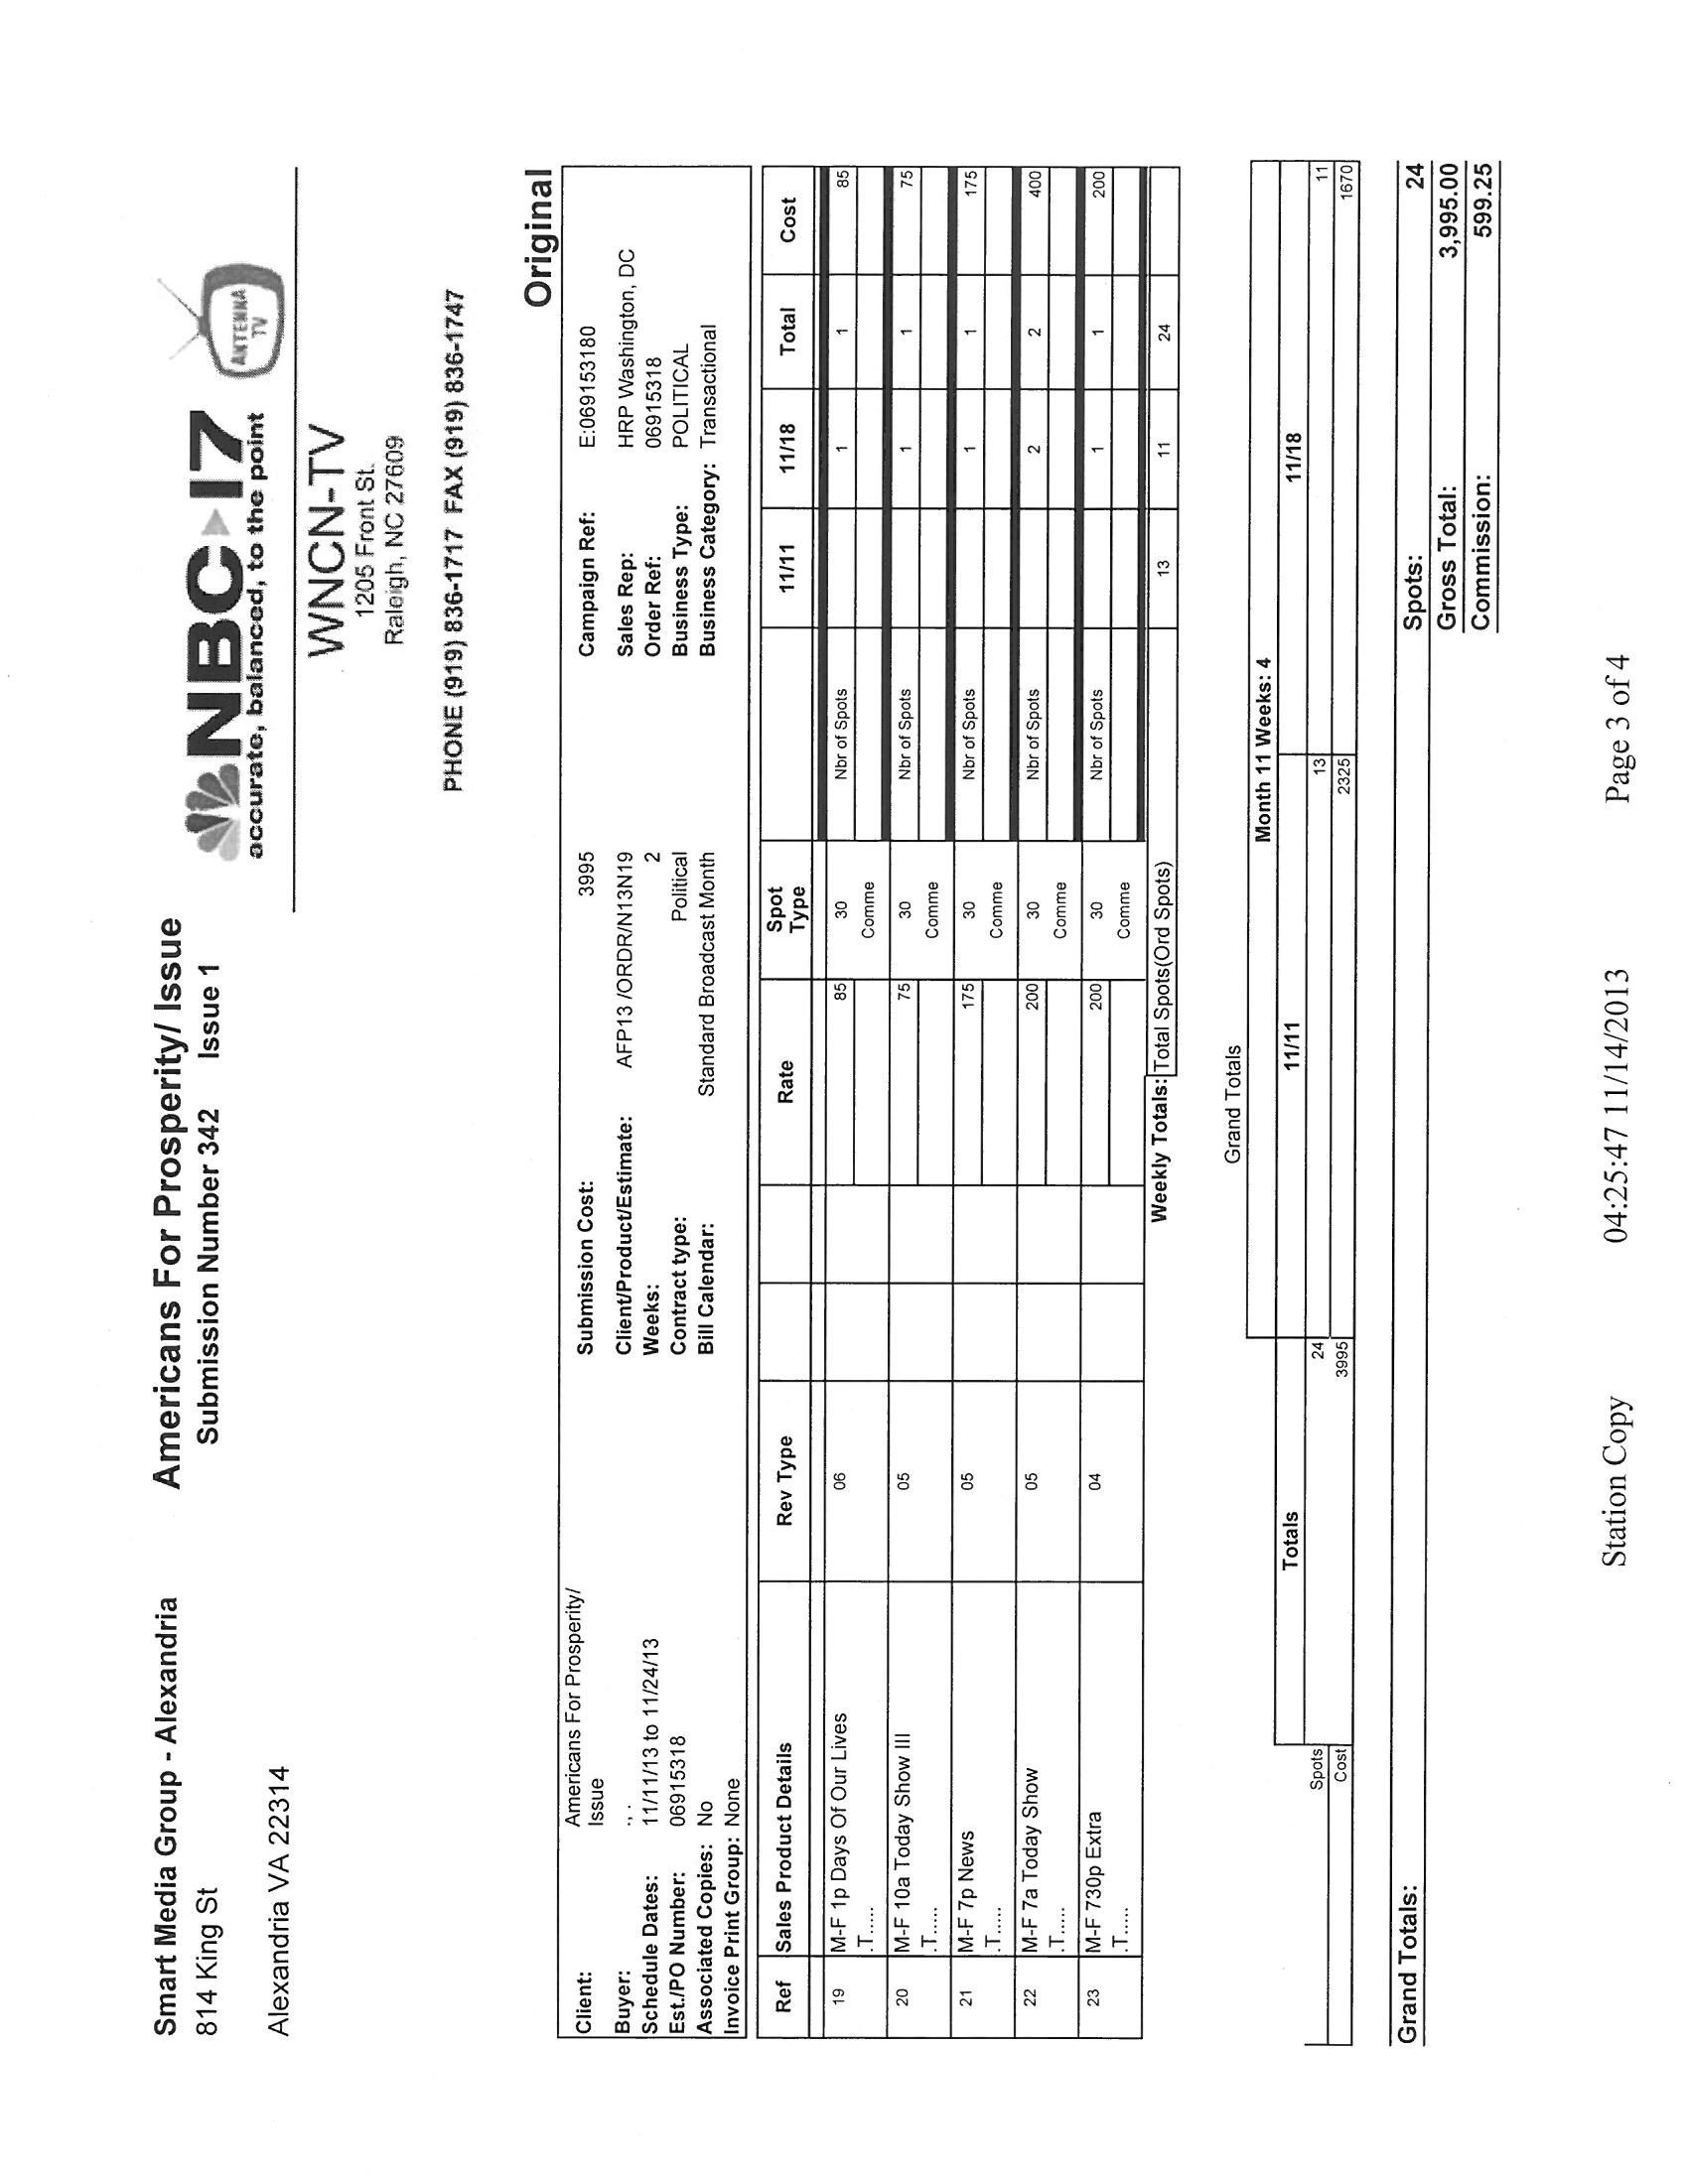 Smart Media Group - Alexandria
814 King St
Alexandria VA 22314
Americans For Prosperity/ Issue
Submission Number 342 Issue 1
NBC 17
accurate, balanced, to the point
ANTENNA TV
WNCN-TV
1205 Front St.
Raleigh, NC 27609
PHONE (919) 836-1717 FAX (919) 836-1747
Original
Client: Americans For Prosperity/ Issue
Buyer: , .
Schedule Dates: 11/11/13 to 11/24/13
Est./PO Number: 06915318
Associated Copies: No
Invoice Print Group: None
Submission Cost: 3995
Client/Product/Estimate: AFP13 /ORDR/N13N19
Weeks: 2
Contract type: Political
Bill Calendar: Standard Broadcast Month
Campaign Ref: E:069153180
Sales Rep: HRP Washington, DC
Order Ref: 06915318
Business Type: POLITICAL
Business Category: Transactional
Ref Sales Product Details Rev Type Rate Spot Type 11/11 11/18 Total Cost
19 M-F 1p Days Of Our Lives 06 85 30 Nbr of Spots 1 1 85
.T..... Comme
20 M-F 10a Today Show III 05 75 30 Nbr of Spots 1 1 75
.T..... Comme
21 M-F 7p News 05 175 30 Nbr of Spots 1 1 175
.T..... Comme
22 M-F 7a Today Show 05 200 30 Nbr of Spots 2 2 400
.T..... Comme
23 M-F 730p Extra 04 200 30 Nbr of Spots 1 1 200
.T..... Comme
Weekly Totals: Total Spots(Ord Spots) 13 11 24
Grand Totals
Month 11 Weeks: 4
Totals 11/11 11/18
Spots 24 13 11
Cost 3995 2325 1670
Grand Totals: Spots: 24
Gross Total: 3,995.00
Commission: 599.25
Station Copy 04:25:47 11/14/2013 Page 3 of 4